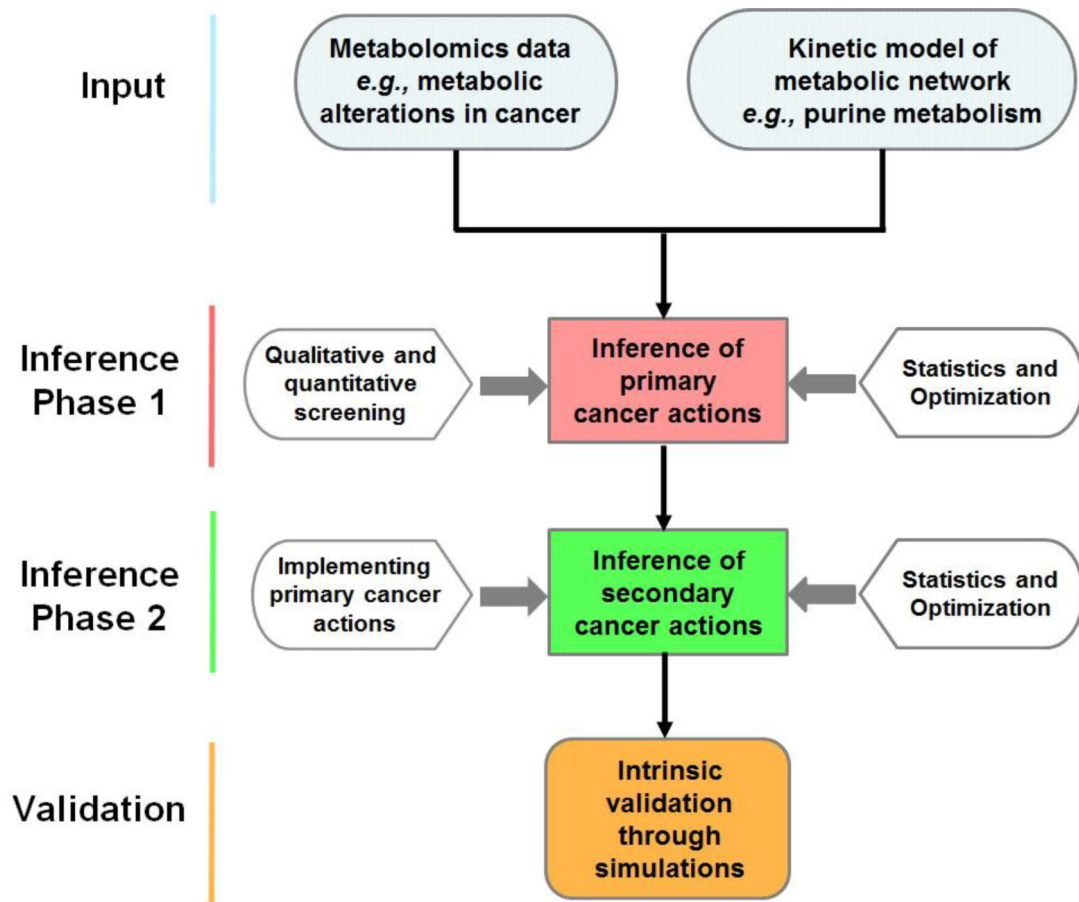 Input
Metabolomics data
e.g., metabolic
alterations in cancer
Kinetic model of
metabolic network
e.g., purine metabolism
Inference
Phase 1
Qualitative and
quantitative
screening
Inference of
primary
cancer actions
Statistics and
Optimization
Inference
Phase 2
Implementing
primary cancer
actions
Inference of
secondary
cancer actions
Statistics and
Optimization
Validation
Intrinsic
validation
through
simulations